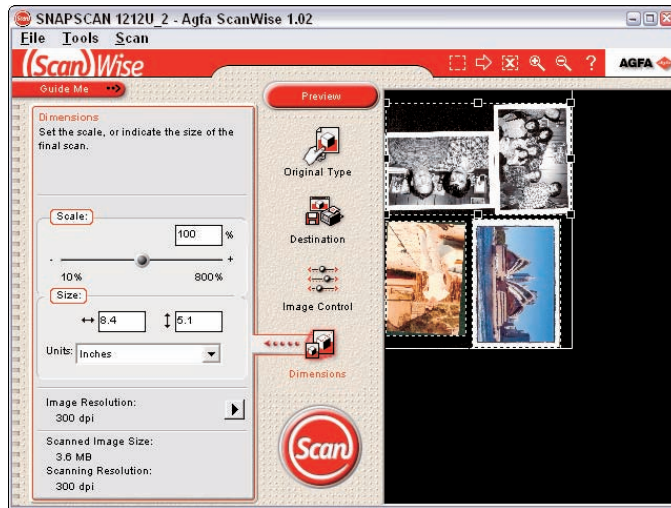 SNAPSCAN 1212U_2 - Agfa ScanWise 1.02
File Tools Scan
Scan Wise
? AGFA
Guide Me
Preview
Dimensions
Set the scale, or indicate the size of the
final scan.
Original Type
Scale:
100 %
- +
10% 800%
Destination
Size:
8.4 5.1
Image Control
Units: Inches
Dimensions
Image Resolution:
300 dpi
Scanned Image Size:
3.6 MB
Scanning Resolution:
300 dpi
Scan